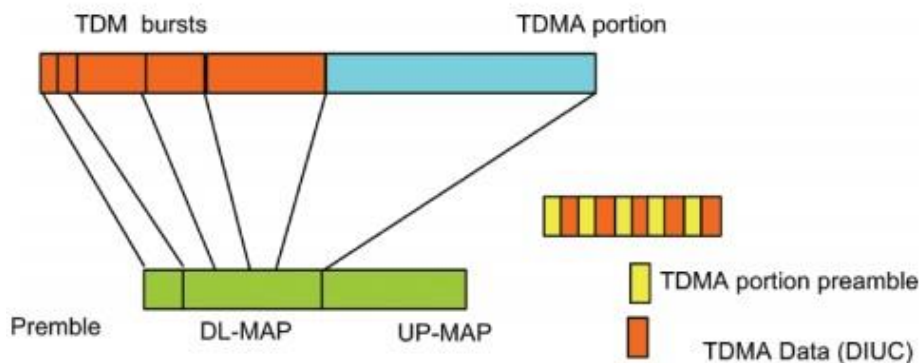 TDM bursts
TDMA portion
TDMA portion preamble
Premble
DL-MAP
UP-MAP
TDMA Data (DIUC)